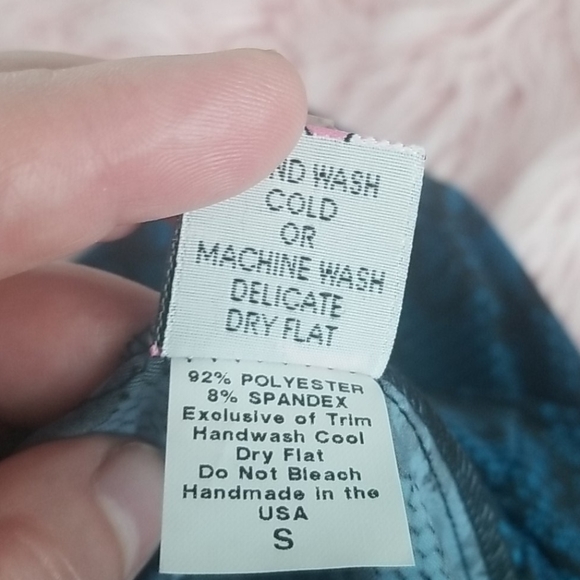 WASH
COLD
OR
MACHINE WASH
DELICATE
DRY FLAT
92% POLYESTER
8% SPANDEX
Exclusive of Trim
Handwash Cool
Dry Flat
Do Not Bleach
Handmade in the
USA
S